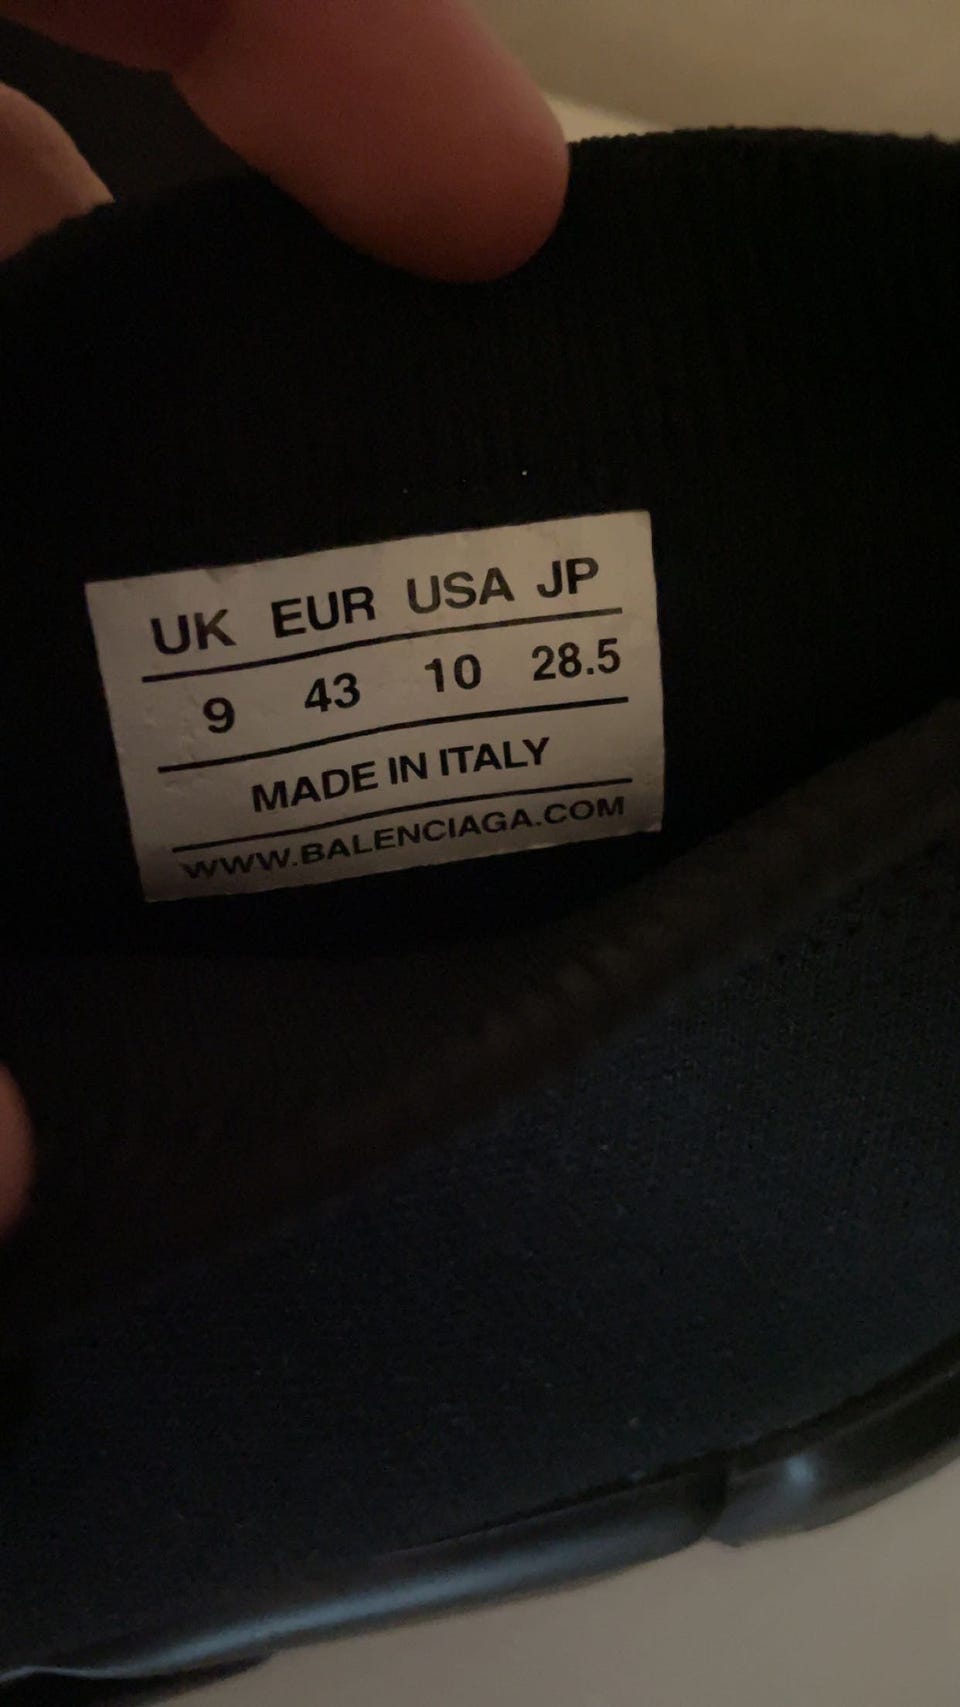 UK EUR USA JP
9 43 10 28.5
MADE IN ITALY
WWW.BALENCIAGA.COM